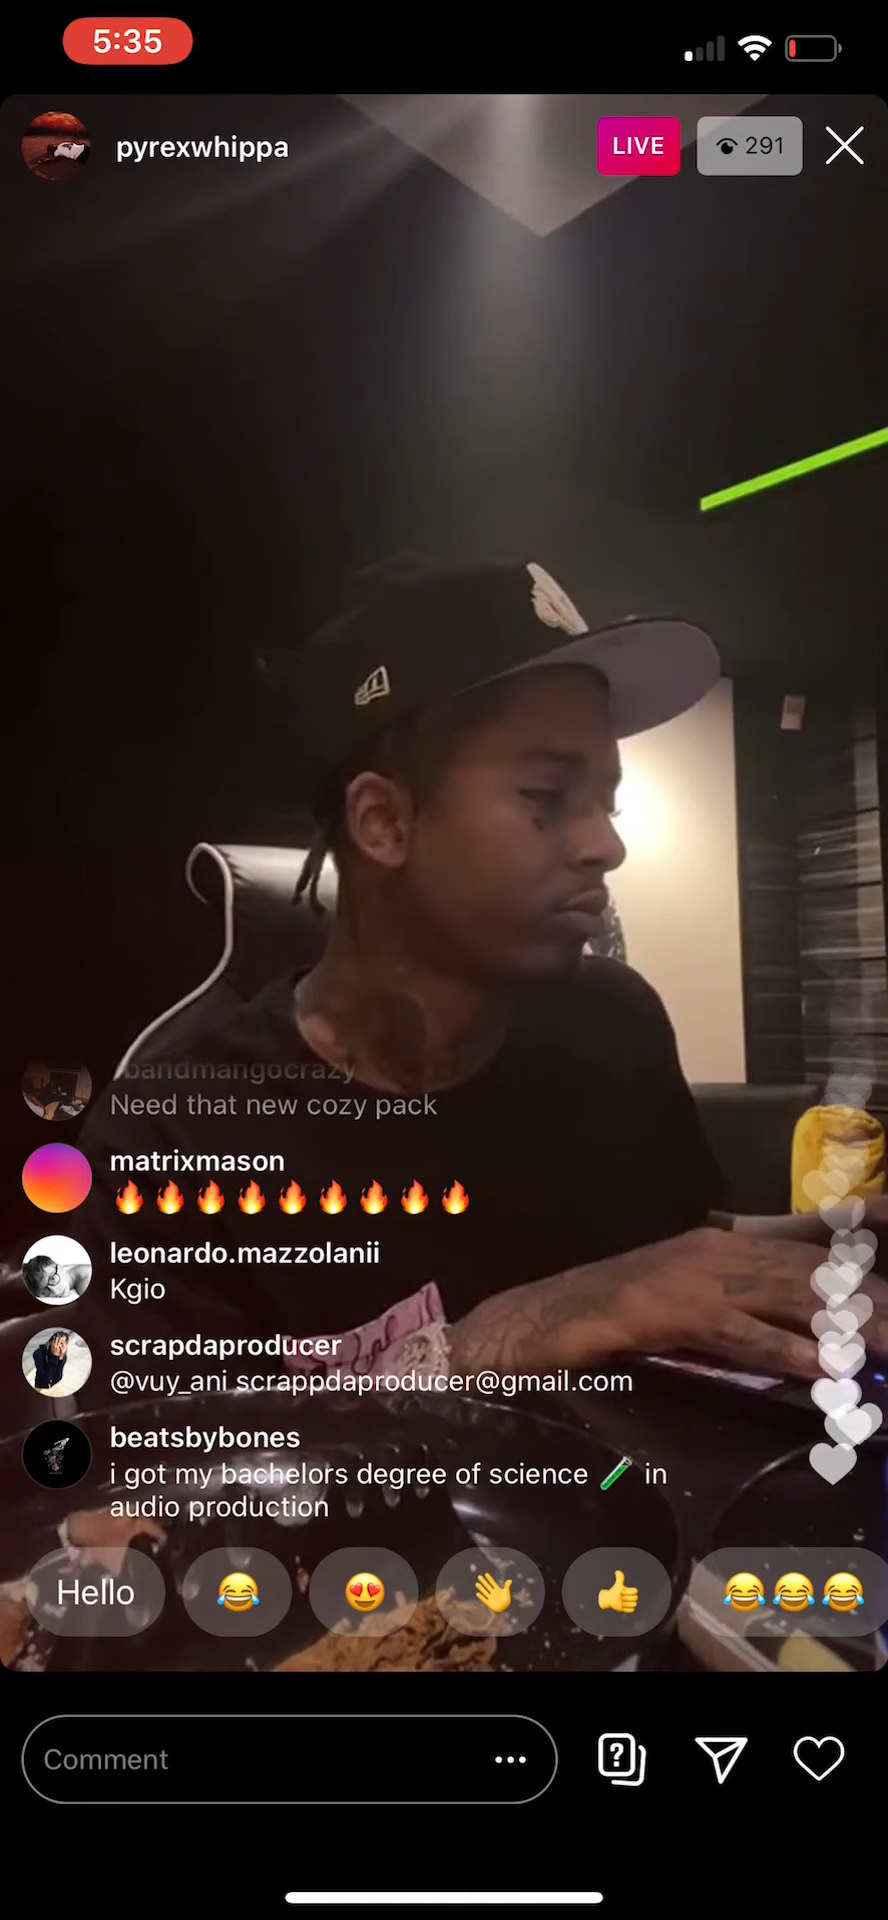 5:35
pyrexwhippa
LIVE
291
bandmangocrazy
Need that new cozy pack
matrixmason
🔥🔥🔥🔥🔥🔥🔥🔥🔥
leonardo.mazzolanii
Kgio
scrapdaproducer
@vuy_ani scrappdaproducer@gmail.com
beatsbybones
i got my bachelors degree of science 🧪 in
audio production
Hello 😂 😍 👋 👍 😂😂😂
Comment